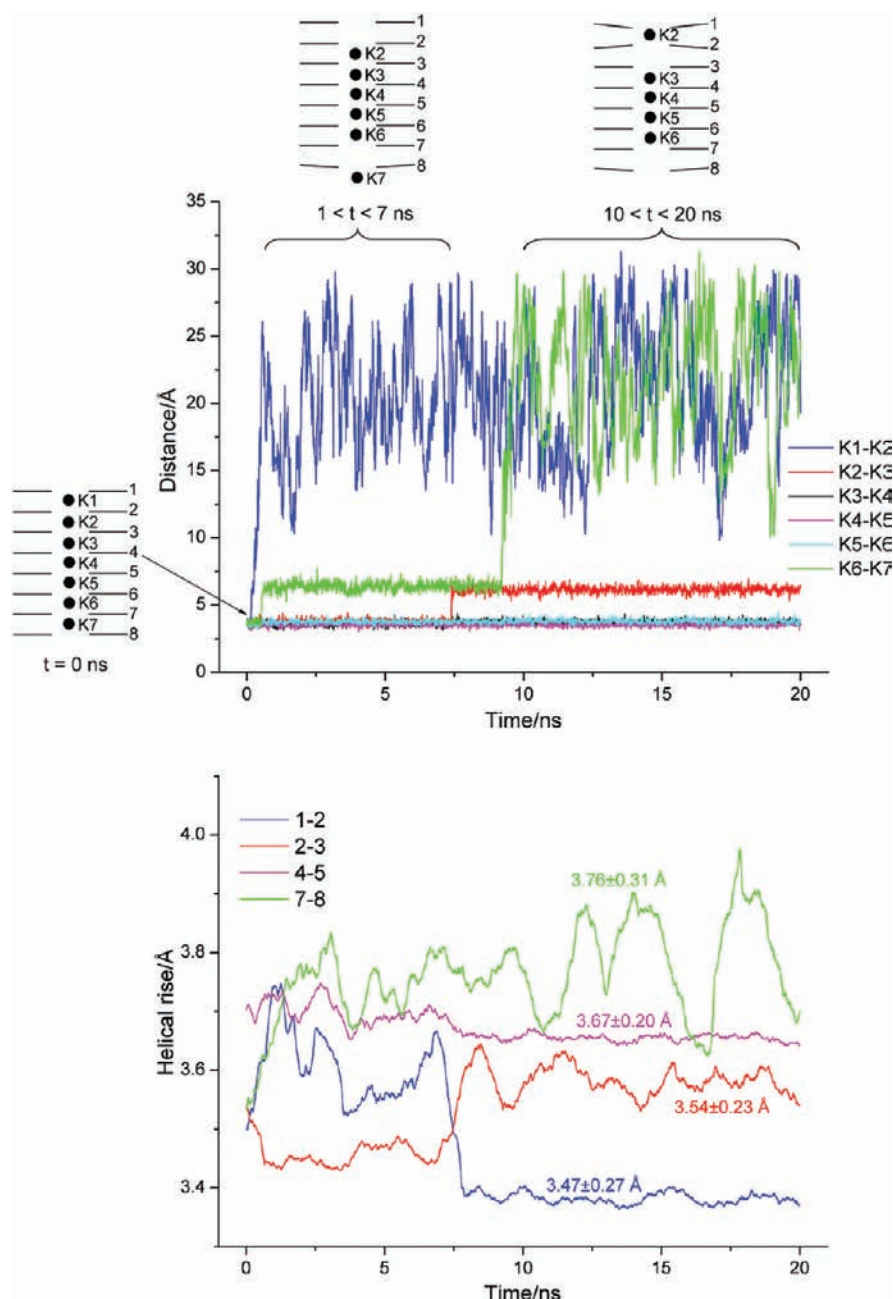 1
2
K2
3
K3
4
K4
5
K5
6
K6
7
8
K7
1
K2
2
3
K3
4
K4
5
K5
6
K6
7
8
1 < t < 7 ns
10 < t < 20 ns
35
30
25
20
15
10
5
0
Distance/Å
0
5
10
15
20
Time/ns
K1-K2
K2-K3
K3-K4
K4-K5
K5-K6
K6-K7
1
K1
2
K2
3
K3
4
K4
5
K5
6
K6
7
K7
8
t = 0 ns
1-2
2-3
4-5
7-8
4.0
3.8
3.6
3.4
Helical rise/Å
3.76±0.31 Å
3.67±0.20 Å
3.54±0.23 Å
3.47±0.27 Å
0
5
10
15
20
Time/ns